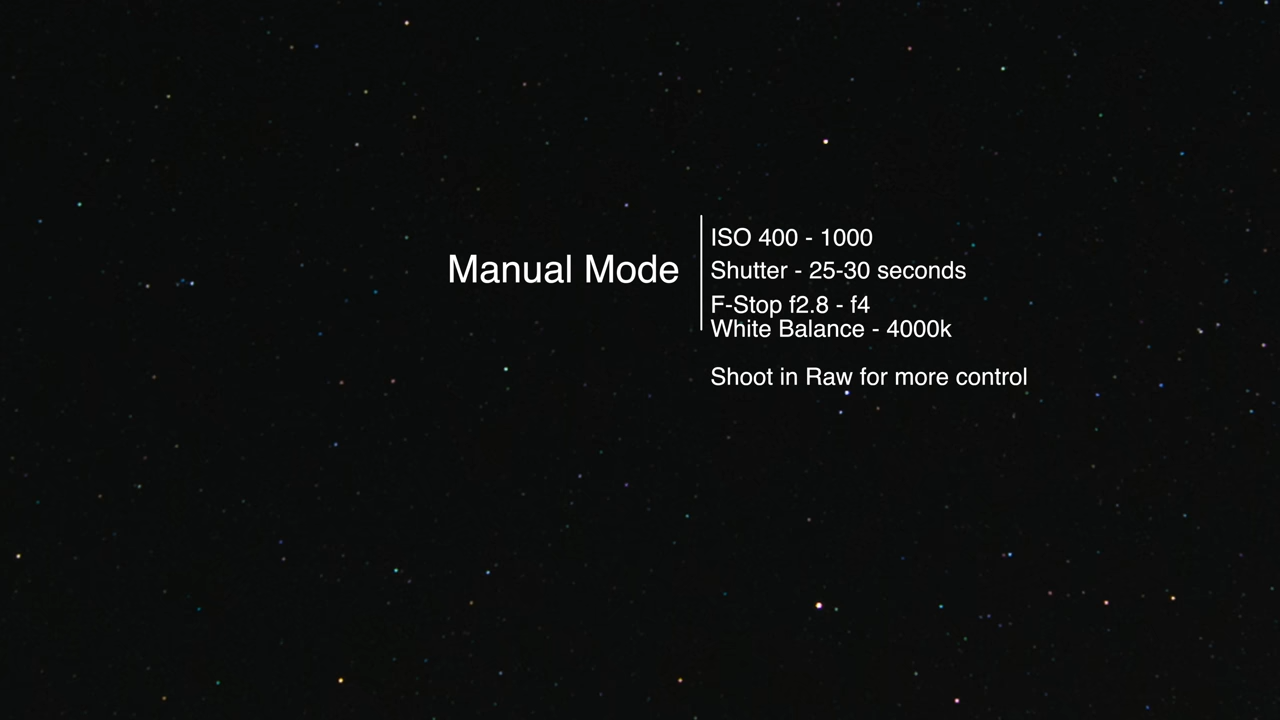 Manual Mode
ISO 400 - 1000
Shutter - 25-30 seconds
F-Stop f2.8 - f4
White Balance - 4000k
Shoot in Raw for more control